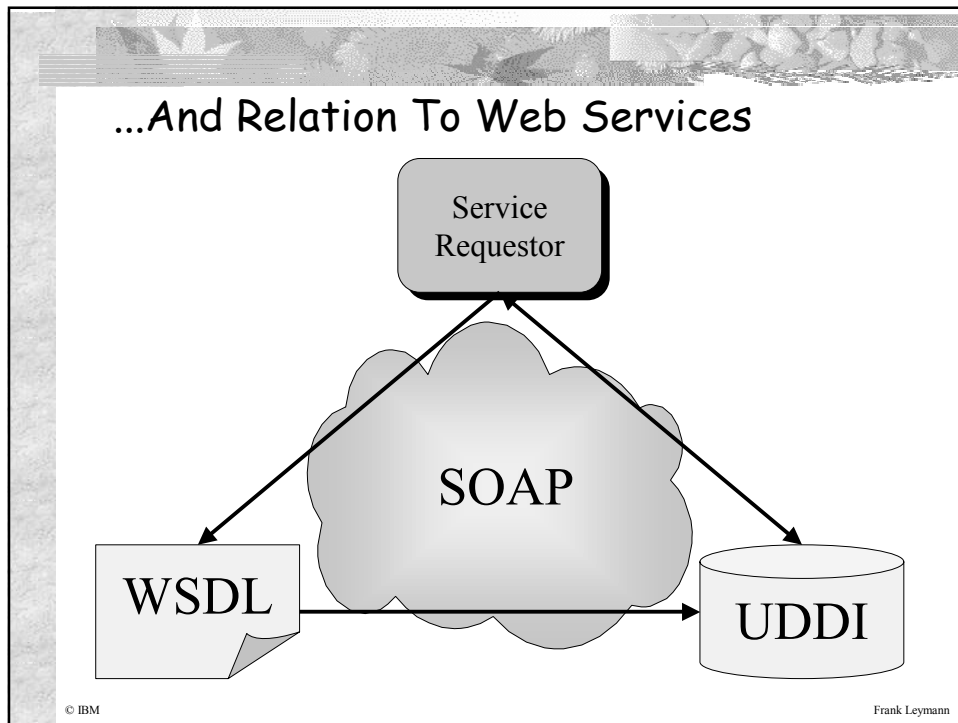 ...And Relation To Web Services
Service
Requestor
SOAP
WSDL
UDDI
© IBM
Frank Leymann